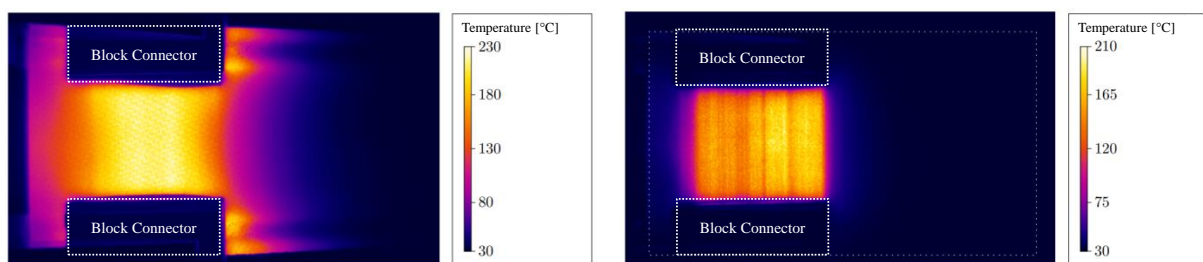 Block Connector
Block Connector
Temperature [°C]
230
180
130
80
30
Block Connector
Block Connector
Temperature [°C]
210
165
120
75
30